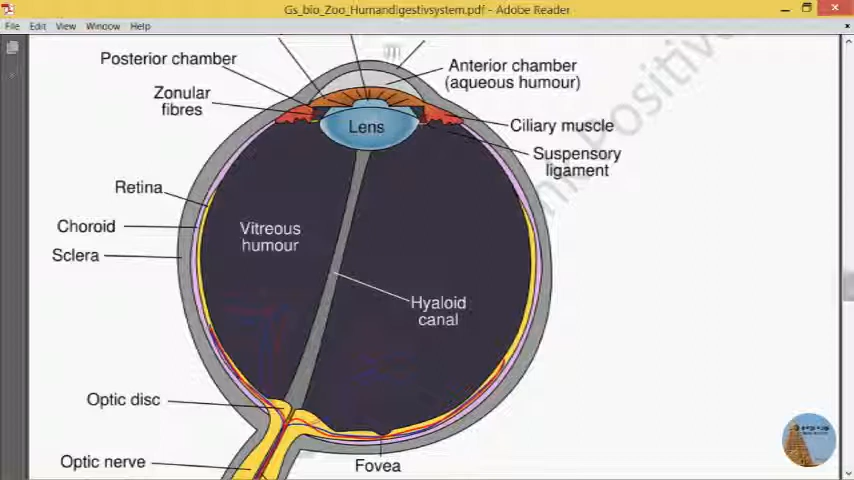 Gs_bio_Zoo_Humandigestivsystem.pdf - Adobe Reader
File Edit View Window Help
Posterior chamber
Anterior chamber
(aqueous humour)
Zonular
fibres
Lens
Ciliary muscle
Suspensory
ligament
Retina
Choroid
Sclera
Vitreous
humour
Hyaloid
canal
Optic disc
Optic nerve
Fovea
Positive